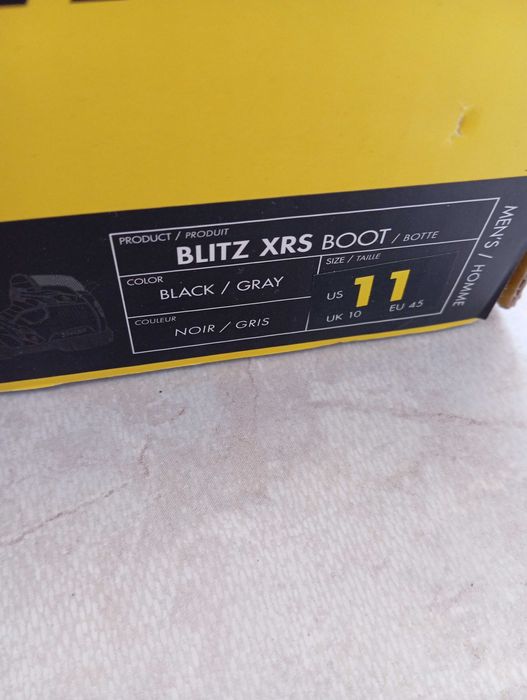 PRODUCT / PRODUIT
BLITZ XRS BOOT / BOTTE
COLOR
BLACK / GRAY
COULEUR
NOIR / GRIS
SIZE / TAILLE
US 11
UK 10 EU 45
MEN'S / HOMME